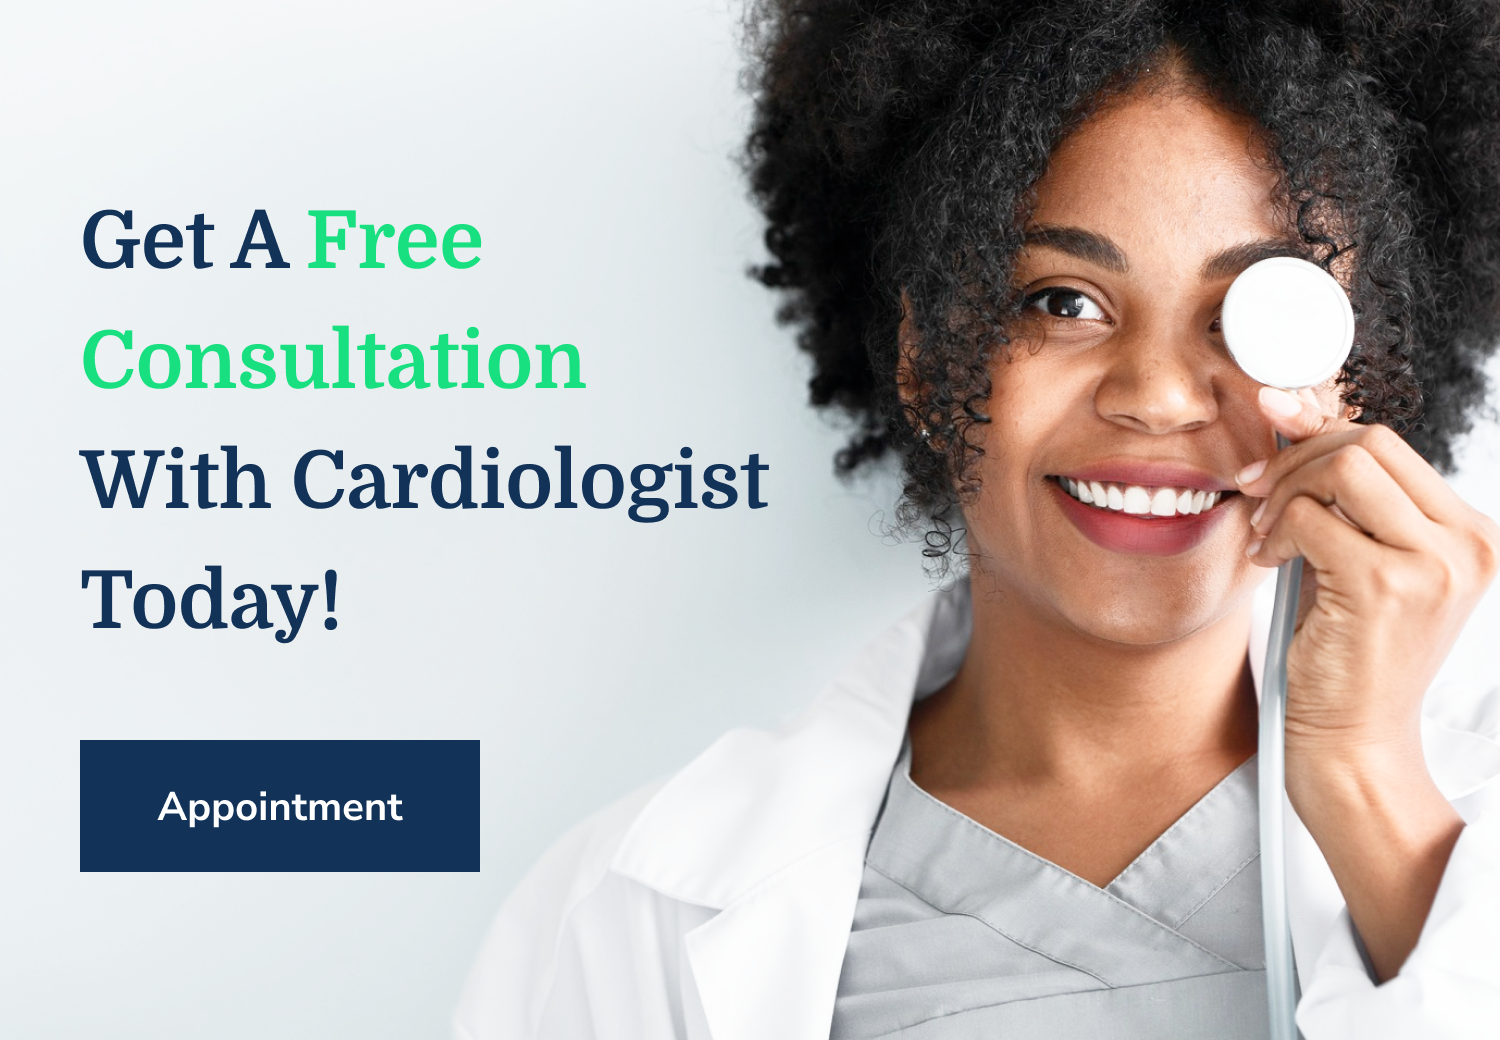 Get A Free
Consultation
With Cardiologist
Today!
Appointment